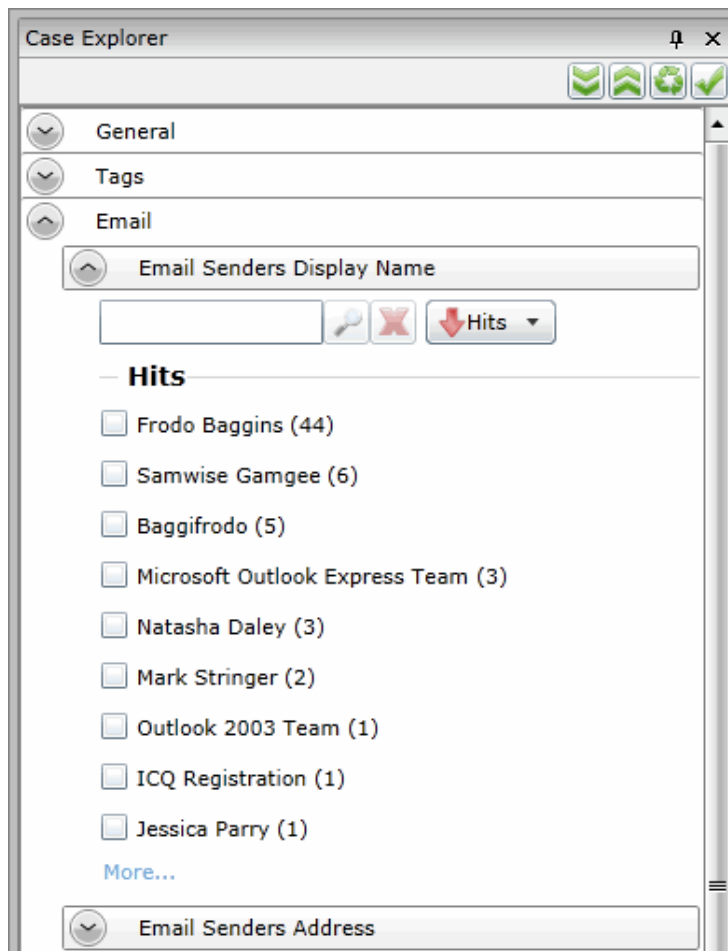 Case Explorer
General
Tags
Email
Email Senders Display Name
Hits
Hits
Frodo Baggins (44)
Samwise Gamgee (6)
Baggifrodo (5)
Microsoft Outlook Express Team (3)
Natasha Daley (3)
Mark Stringer (2)
Outlook 2003 Team (1)
ICQ Registration (1)
Jessica Parry (1)
More...
Email Senders Address